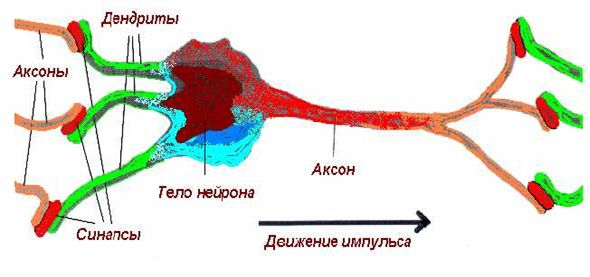 Дендриты
Аксоны
Тело нейрона
Аксон
Синапсы
Движение импульса